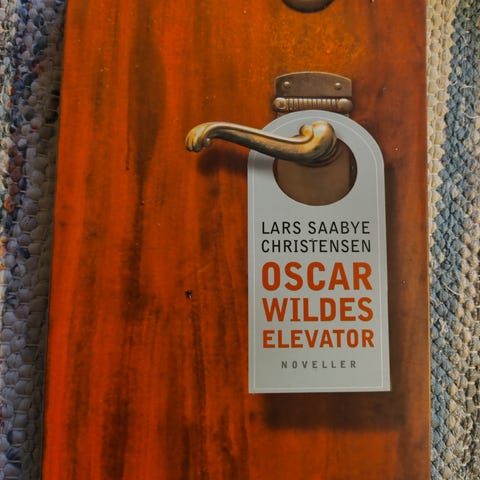 LARS SAABYE
CHRISTENSEN
OSCAR
WILDES
ELEVATOR
NOVELLER